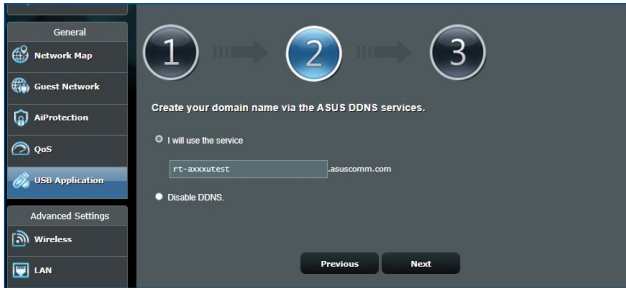 General
Network Map
Guest Network
AiProtection
QoS
USB Application
Advanced Settings
Wireless
LAN
1
2
3
Create your domain name via the ASUS DDNS services.
I will use the service
rt-axxxutest .asuscomm.com
Disable DDNS.
Previous Next